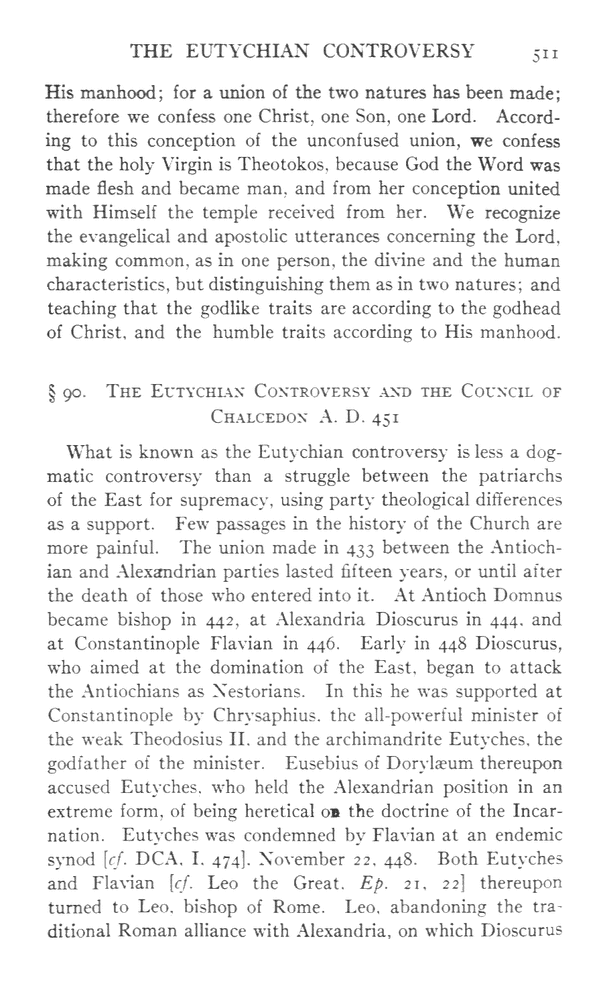 THE EUTYCHIAN CONTROVERSY 511
His manhood; for a union of the two natures has been made;
therefore we confess one Christ, one Son, one Lord. Accord-
ing to this conception of the unconfused union, we confess
that the holy Virgin is Theotokos, because God the Word was
made flesh and became man, and from her conception united
with Himself the temple received from her. We recognize
the evangelical and apostolic utterances concerning the Lord,
making common, as in one person, the divine and the human
characteristics, but distinguishing them as in two natures; and
teaching that the godlike traits are according to the godhead
of Christ, and the humble traits according to His manhood.
§ 90. The Eutychian Controversy and the Council of
Chalcedon A. D. 451
What is known as the Eutychian controversy is less a dog-
matic controversy than a struggle between the patriarchs
of the East for supremacy, using party theological differences
as a support. Few passages in the history of the Church are
more painful. The union made in 433 between the Antioch-
ian and Alexandrian parties lasted fifteen years, or until after
the death of those who entered into it. At Antioch Domnus
became bishop in 442, at Alexandria Dioscurus in 444, and
at Constantinople Flavian in 446. Early in 448 Dioscurus,
who aimed at the domination of the East, began to attack
the Antiochians as Nestorians. In this he was supported at
Constantinople by Chrysaphius, the all-powerful minister of
the weak Theodosius II, and the archimandrite Eutyches, the
godfather of the minister. Eusebius of Dorylæum thereupon
accused Eutyches, who held the Alexandrian position in an
extreme form, of being heretical on the doctrine of the Incar-
nation. Eutyches was condemned by Flavian at an endemic
synod [cf. DCA, I, 474], November 22, 448. Both Eutyches
and Flavian [cf. Leo the Great, Ep. 21, 22] thereupon
turned to Leo, bishop of Rome. Leo, abandoning the tra-
ditional Roman alliance with Alexandria, on which Dioscurus